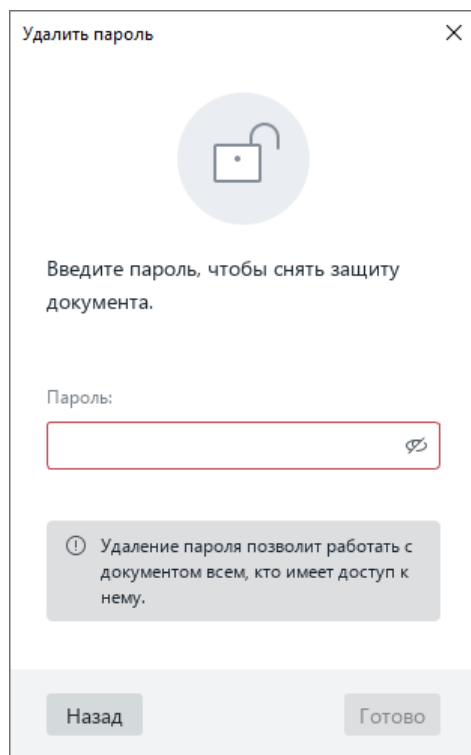 Удалить пароль
Введите пароль, чтобы снять защиту
документа.
Пароль:
Удаление пароля позволит работать с
документом всем, кто имеет доступ к
нему.
Назад
Готово